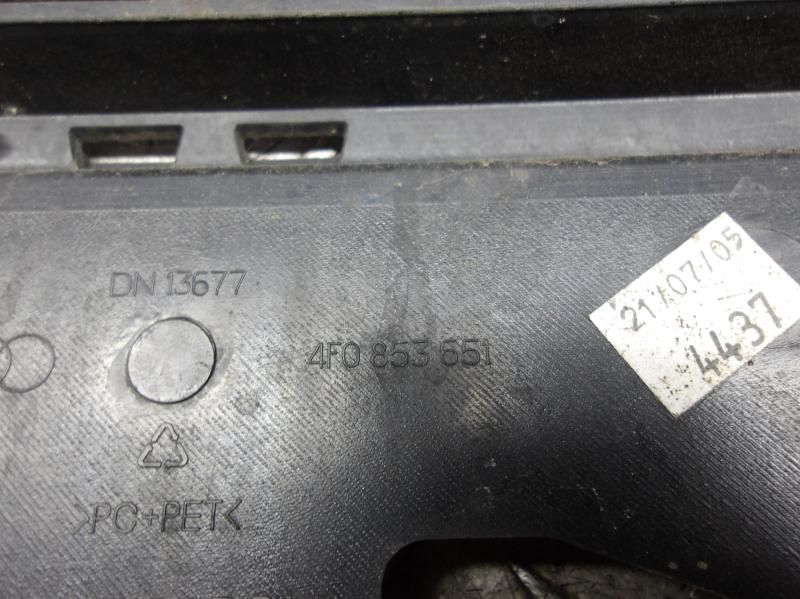 DN 13677
4F0 853 651
>PC+PET<
21/07/05
4437